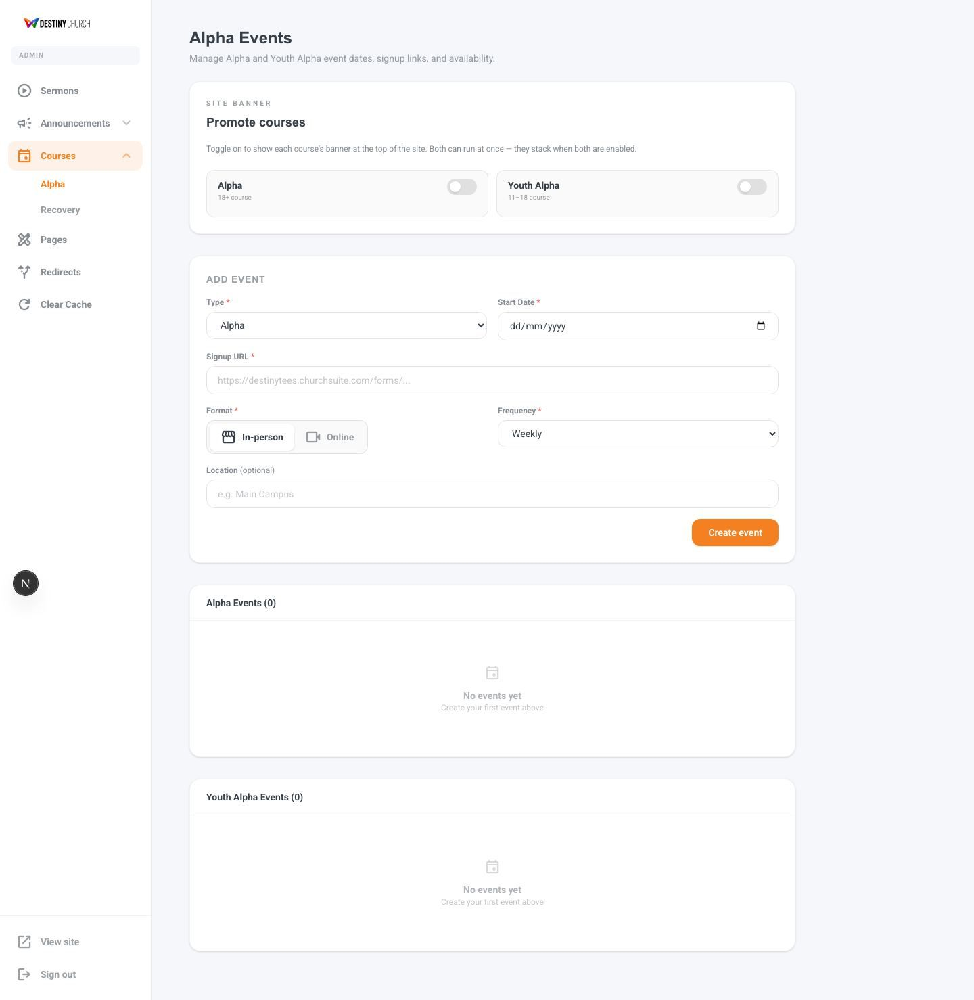 DESTINY CHURCH
ADMIN
Sermons
Announcements
Courses
Alpha
Recovery
Pages
Redirects
Clear Cache
N
View site
Sign out
Alpha Events
Manage Alpha and Youth Alpha event dates, signup links, and availability.
SITE BANNER
Promote courses
Toggle on to show each course's banner at the top of the site. Both can run at once — they stack when both are enabled.
Alpha
18+ course
Youth Alpha
11–18 course
ADD EVENT
Type *
Start Date *
Alpha
dd/mm/yyyy
Signup URL *
https://destinytees.churchsuite.com/forms/...
Format *
Frequency *
In-person
Online
Weekly
Location (optional)
e.g. Main Campus
Create event
Alpha Events (0)
No events yet
Create your first event above
Youth Alpha Events (0)
No events yet
Create your first event above